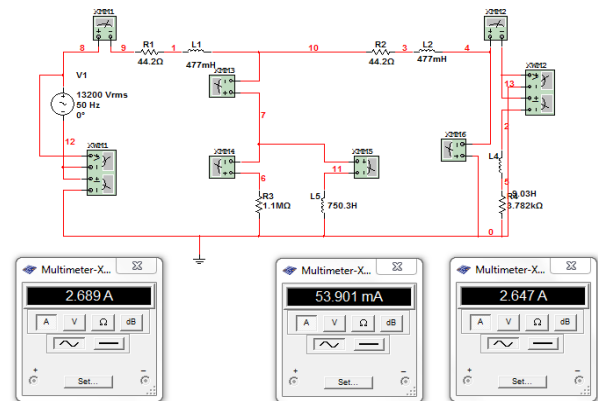 XMM1
XMM2
8
9
R1
1
L1
10
R2
3
L2
4
44.2Ω
477mH
44.2Ω
477mH
V1
XMM3
XWM2
13
13200 Vrms
50 Hz
0°
7
2
12
XWM1
XMM4
XMM5
XMM6
6
11
L4
5
9.03H
R3
L5
1.1MΩ
750.3H
3.782kΩ
0
Multimeter-X...
Multimeter-X...
Multimeter-X...
2.689 A
53.901 mA
2.647 A
A V Ω dB
A V Ω dB
A V Ω dB
+ Set... −
+ Set... −
+ Set... −